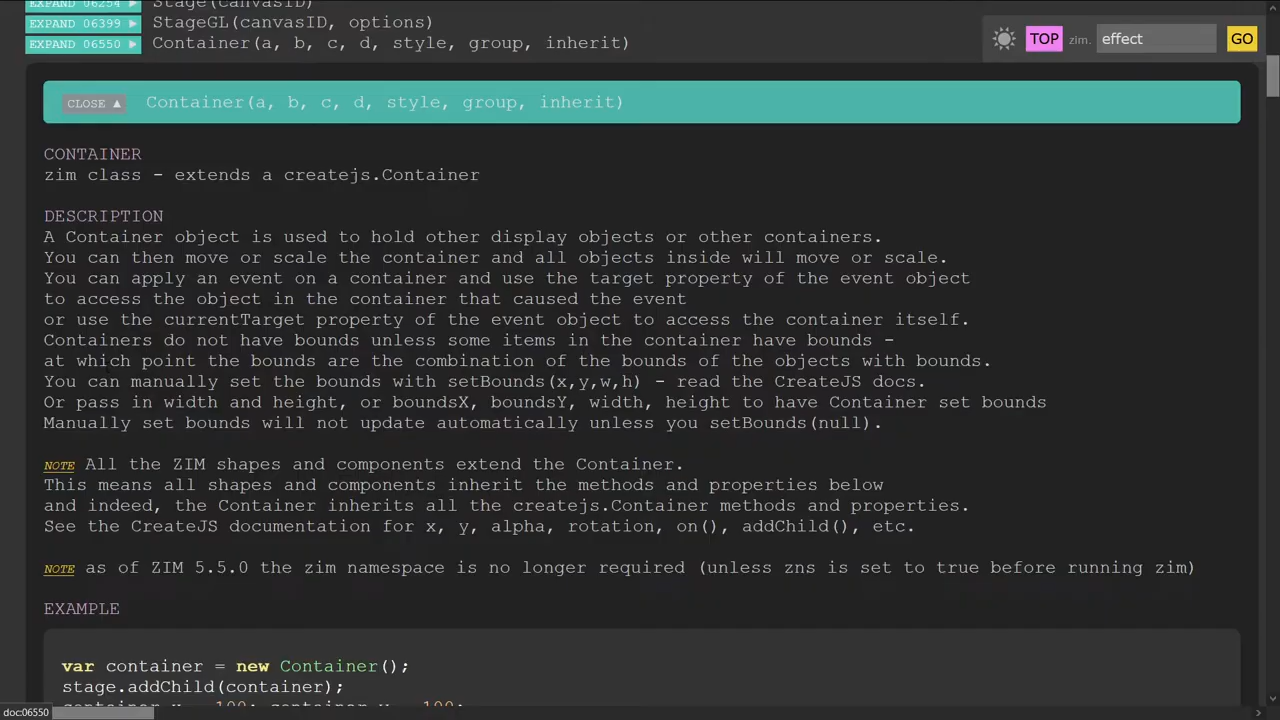 EXPAND 06254 ▶ Stage(canvasID)
EXPAND 06399 ▶ StageGL(canvasID, options)
EXPAND 06550 ▶ Container(a, b, c, d, style, group, inherit)
TOP zim. effect GO
CLOSE ▲ Container(a, b, c, d, style, group, inherit)
CONTAINER
zim class - extends a createjs.Container
DESCRIPTION
A Container object is used to hold other display objects or other containers.
You can then move or scale the container and all objects inside will move or scale.
You can apply an event on a container and use the target property of the event object
to access the object in the container that caused the event
or use the currentTarget property of the event object to access the container itself.
Containers do not have bounds unless some items in the container have bounds -
at which point the bounds are the combination of the bounds of the objects with bounds.
You can manually set the bounds with setBounds(x,y,w,h) - read the CreateJS docs.
Or pass in width and height, or boundsX, boundsY, width, height to have Container set bounds
Manually set bounds will not update automatically unless you setBounds(null).
NOTE All the ZIM shapes and components extend the Container.
This means all shapes and components inherit the methods and properties below
and indeed, the Container inherits all the createjs.Container methods and properties.
See the CreateJS documentation for x, y, alpha, rotation, on(), addChild(), etc.
NOTE as of ZIM 5.5.0 the zim namespace is no longer required (unless zns is set to true before running zim)
EXAMPLE
var container = new Container();
stage.addChild(container);
container.x = 100; container.y = 100;
doc:06550